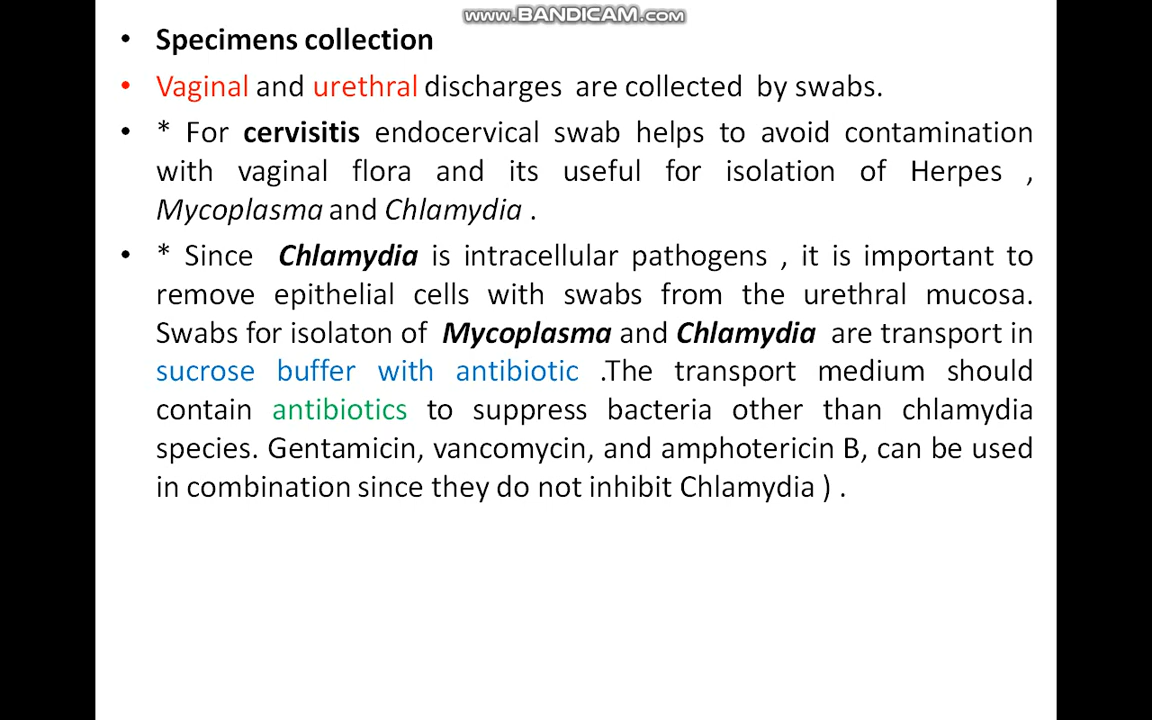 www.BANDICAM.com
• Specimens collection
• Vaginal and urethral discharges are collected by swabs.
• * For cervisitis endocervical swab helps to avoid contamination
with vaginal flora and its useful for isolation of Herpes ,
Mycoplasma and Chlamydia .
• * Since Chlamydia is intracellular pathogens , it is important to
remove epithelial cells with swabs from the urethral mucosa.
Swabs for isolaton of Mycoplasma and Chlamydia are transport in
sucrose buffer with antibiotic .The transport medium should
contain antibiotics to suppress bacteria other than chlamydia
species. Gentamicin, vancomycin, and amphotericin B, can be used
in combination since they do not inhibit Chlamydia ) .